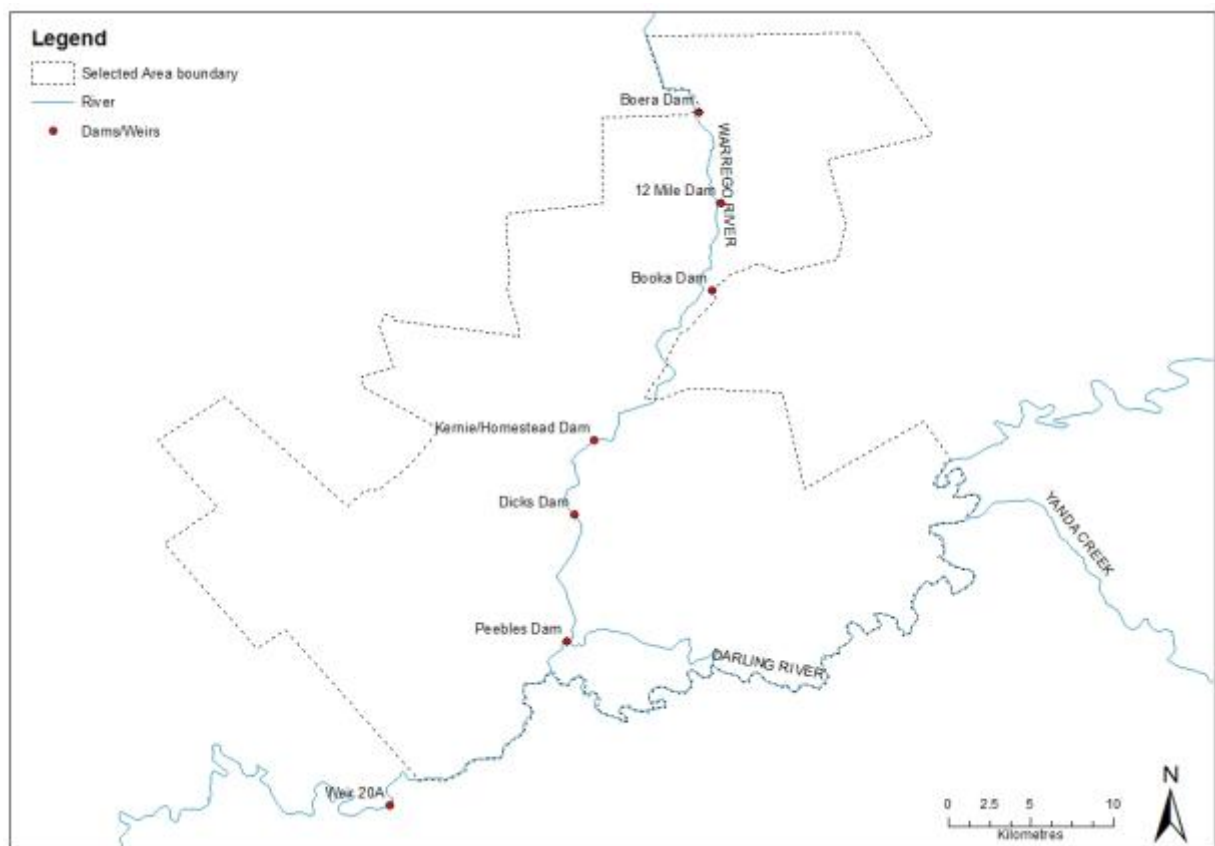 Legend
Selected Area boundary
River
Dams/Weirs
Boera Dam
WARREGO RIVER
12 Mile Dam
Booka Dam
Kernie/Homestead Dam
Dicks Dam
YANDA CREEK
Peebles Dam
DARLING RIVER
Weir 20A
N
0 2.5 5 10
Kilometres